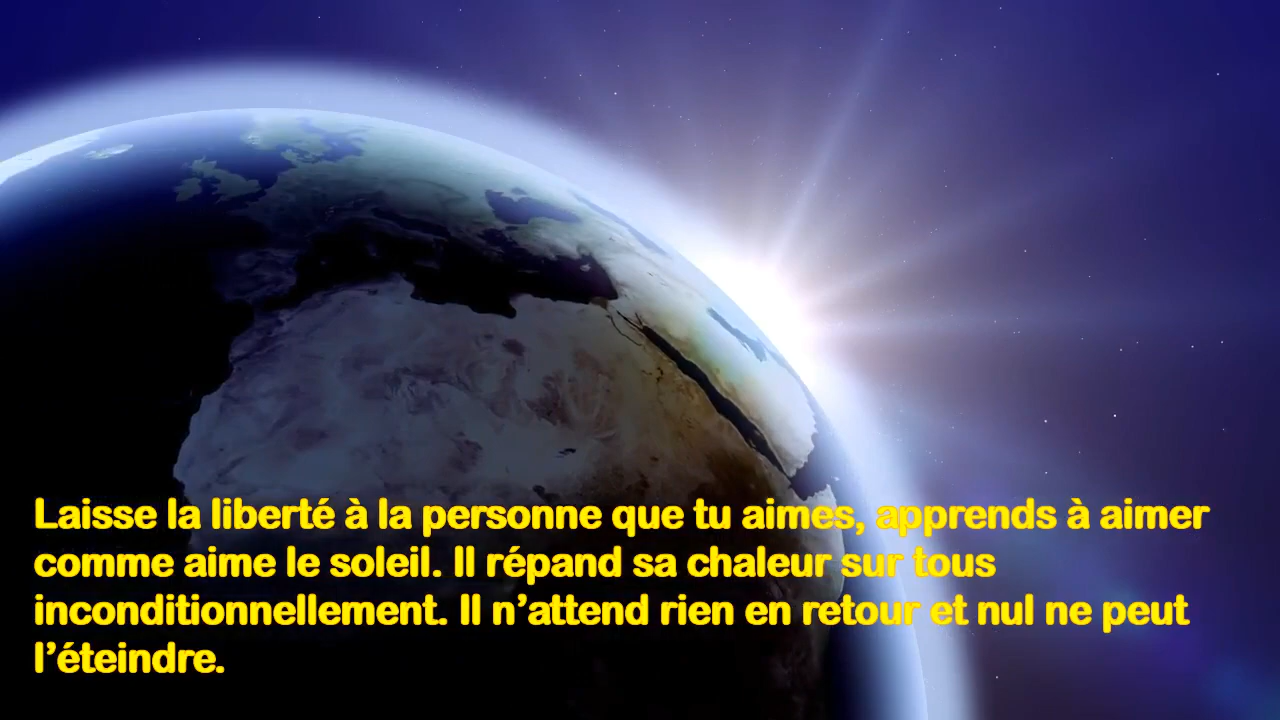 Laisse la liberté à la personne que tu aimes, apprends à aimer
comme aime le soleil. Il répand sa chaleur sur tous
inconditionnellement. Il n’attend rien en retour et nul ne peut
l’éteindre.